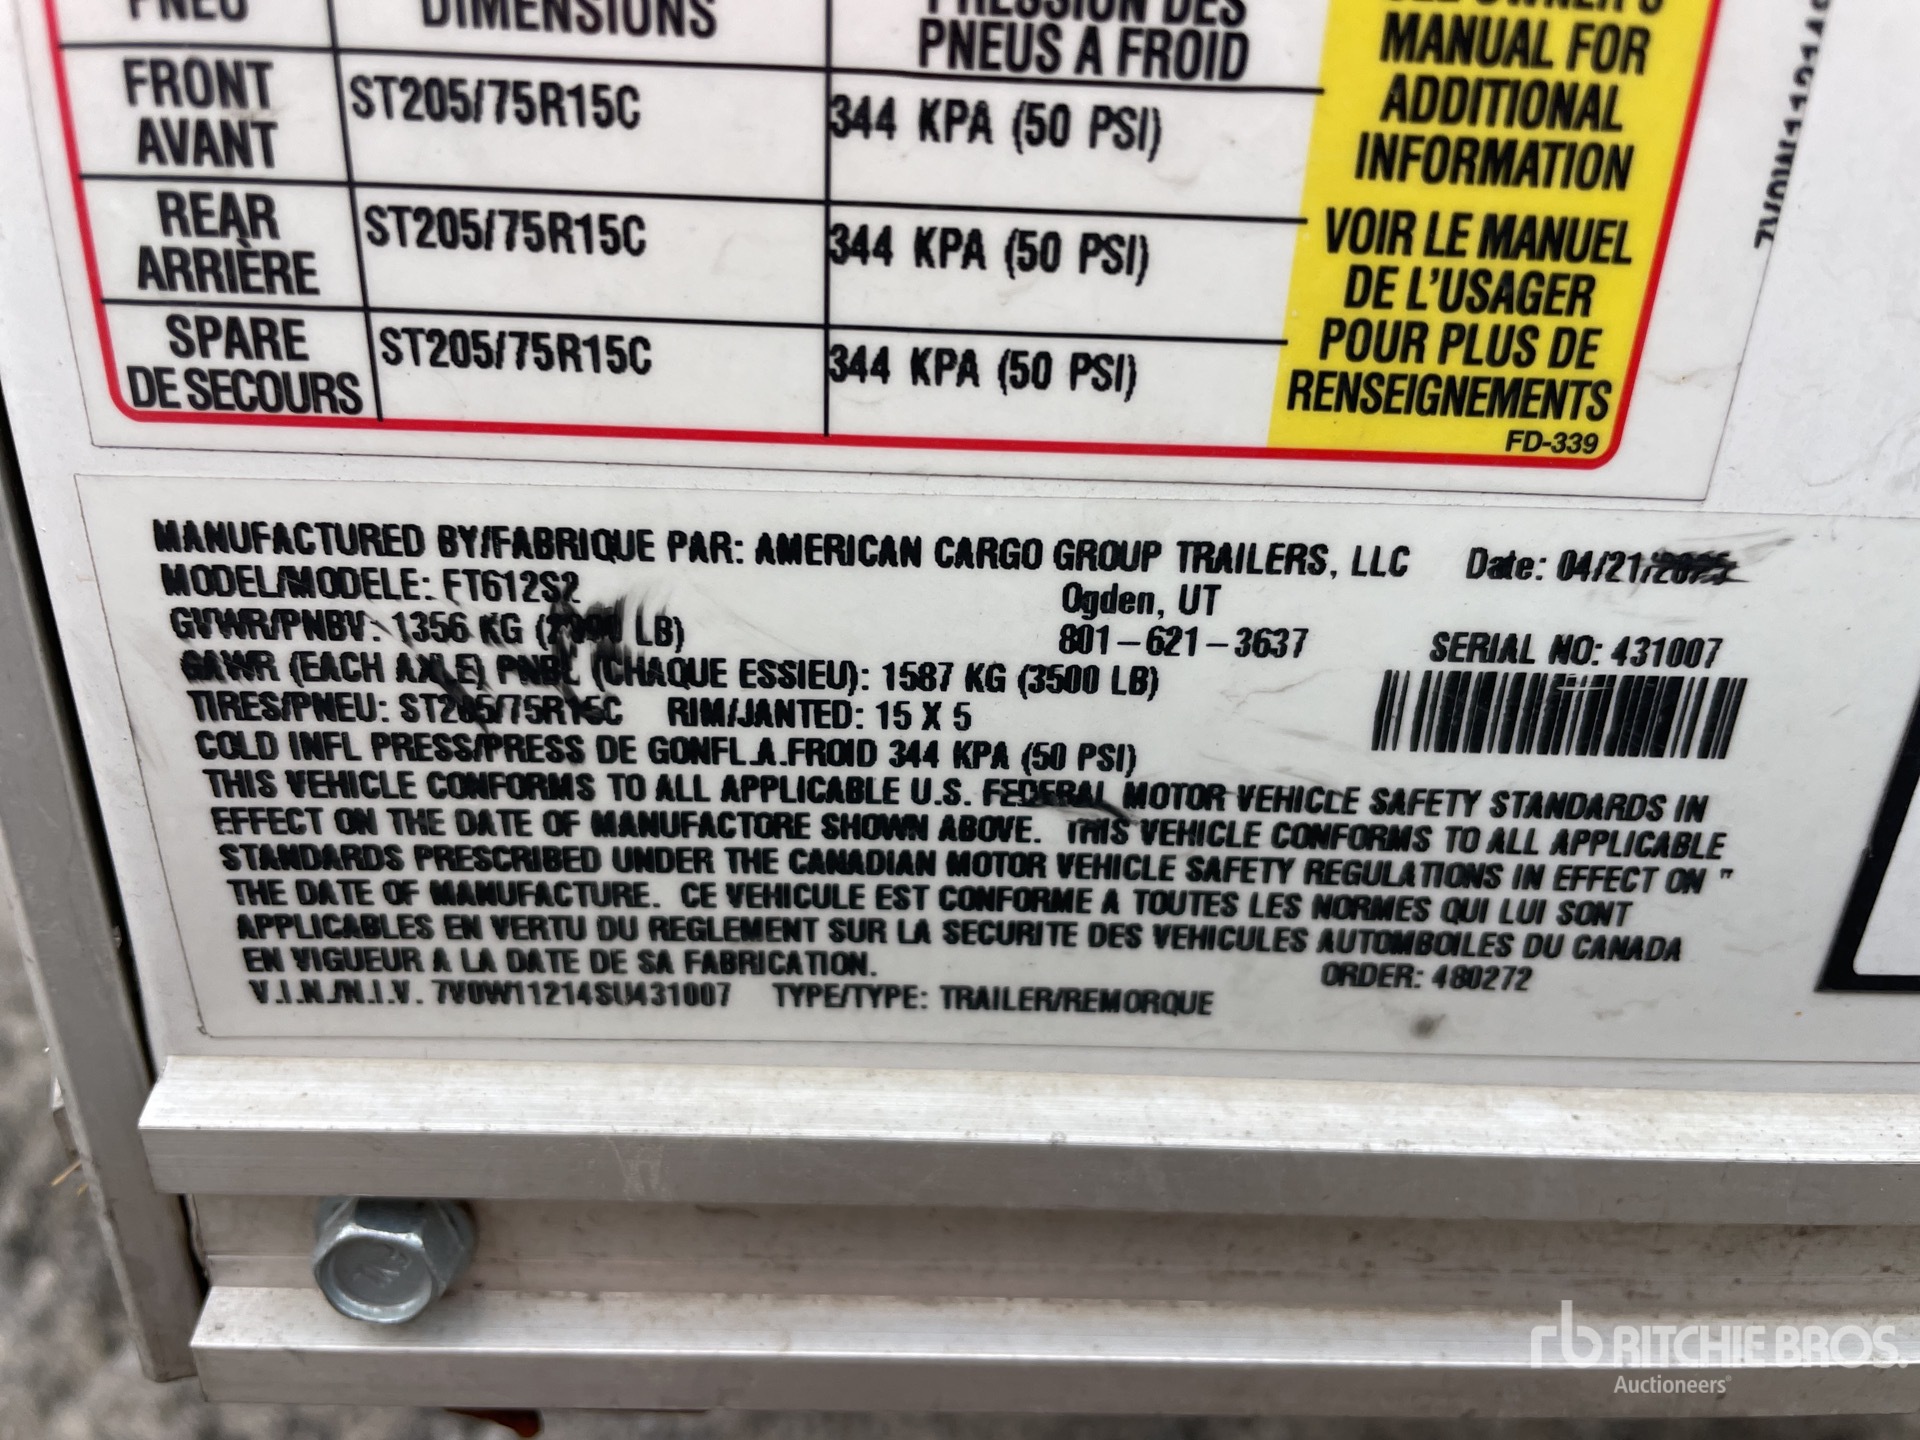 PNEU DIMENSIONS PRESSION DES
PNEUS A FROID
SEE OWNER'S
MANUAL FOR
ADDITIONAL
INFORMATION
VOIR LE MANUEL
DE L'USAGER
POUR PLUS DE
RENSEIGNEMENTS
FD-339
FRONT
AVANT
ST205/75R15C 344 KPA (50 PSI)
REAR
ARRIÈRE
ST205/75R15C 344 KPA (50 PSI)
SPARE
DE SECOURS
ST205/75R15C 344 KPA (50 PSI)
MANUFACTURED BY/FABRIQUE PAR: AMERICAN CARGO GROUP TRAILERS, LLC Date: 04/21/
MODEL/MODELE: FT612S2 Ogden, UT
GVWR/PNBV: 1356 KG ( LB) 801-621-3637 SERIAL NO: 431007
GAWR (EACH AXLE) PNBL (CHAQUE ESSIEU): 1587 KG (3500 LB)
TIRES/PNEU: ST205/75R15C RIM/JANTED: 15 X 5
COLD INFL PRESS/PRESS DE GONFL.A.FROID 344 KPA (50 PSI)
THIS VEHICLE CONFORMS TO ALL APPLICABLE U.S. FEDERAL MOTOR VEHICLE SAFETY STANDARDS IN
EFFECT ON THE DATE OF MANUFACTORE SHOWN ABOVE. THIS VEHICLE CONFORMS TO ALL APPLICABLE
STANDARDS PRESCRIBED UNDER THE CANADIAN MOTOR VEHICLE SAFETY REGULATIONS IN EFFECT ON "
THE DATE OF MANUFACTURE. CE VEHICULE EST CONFORME A TOUTES LES NORMES QUI LUI SONT
APPLICABLES EN VERTU DU REGLEMENT SUR LA SECURITE DES VEHICULES AUTOMBOILES DU CANADA
EN VIGUEUR A LA DATE DE SA FABRICATION. ORDER: 480272
V.I.N./N.I.V. 7V0W11214SU431007 TYPE/TYPE: TRAILER/REMORQUE
rb RITCHIE BROS.
Auctioneers